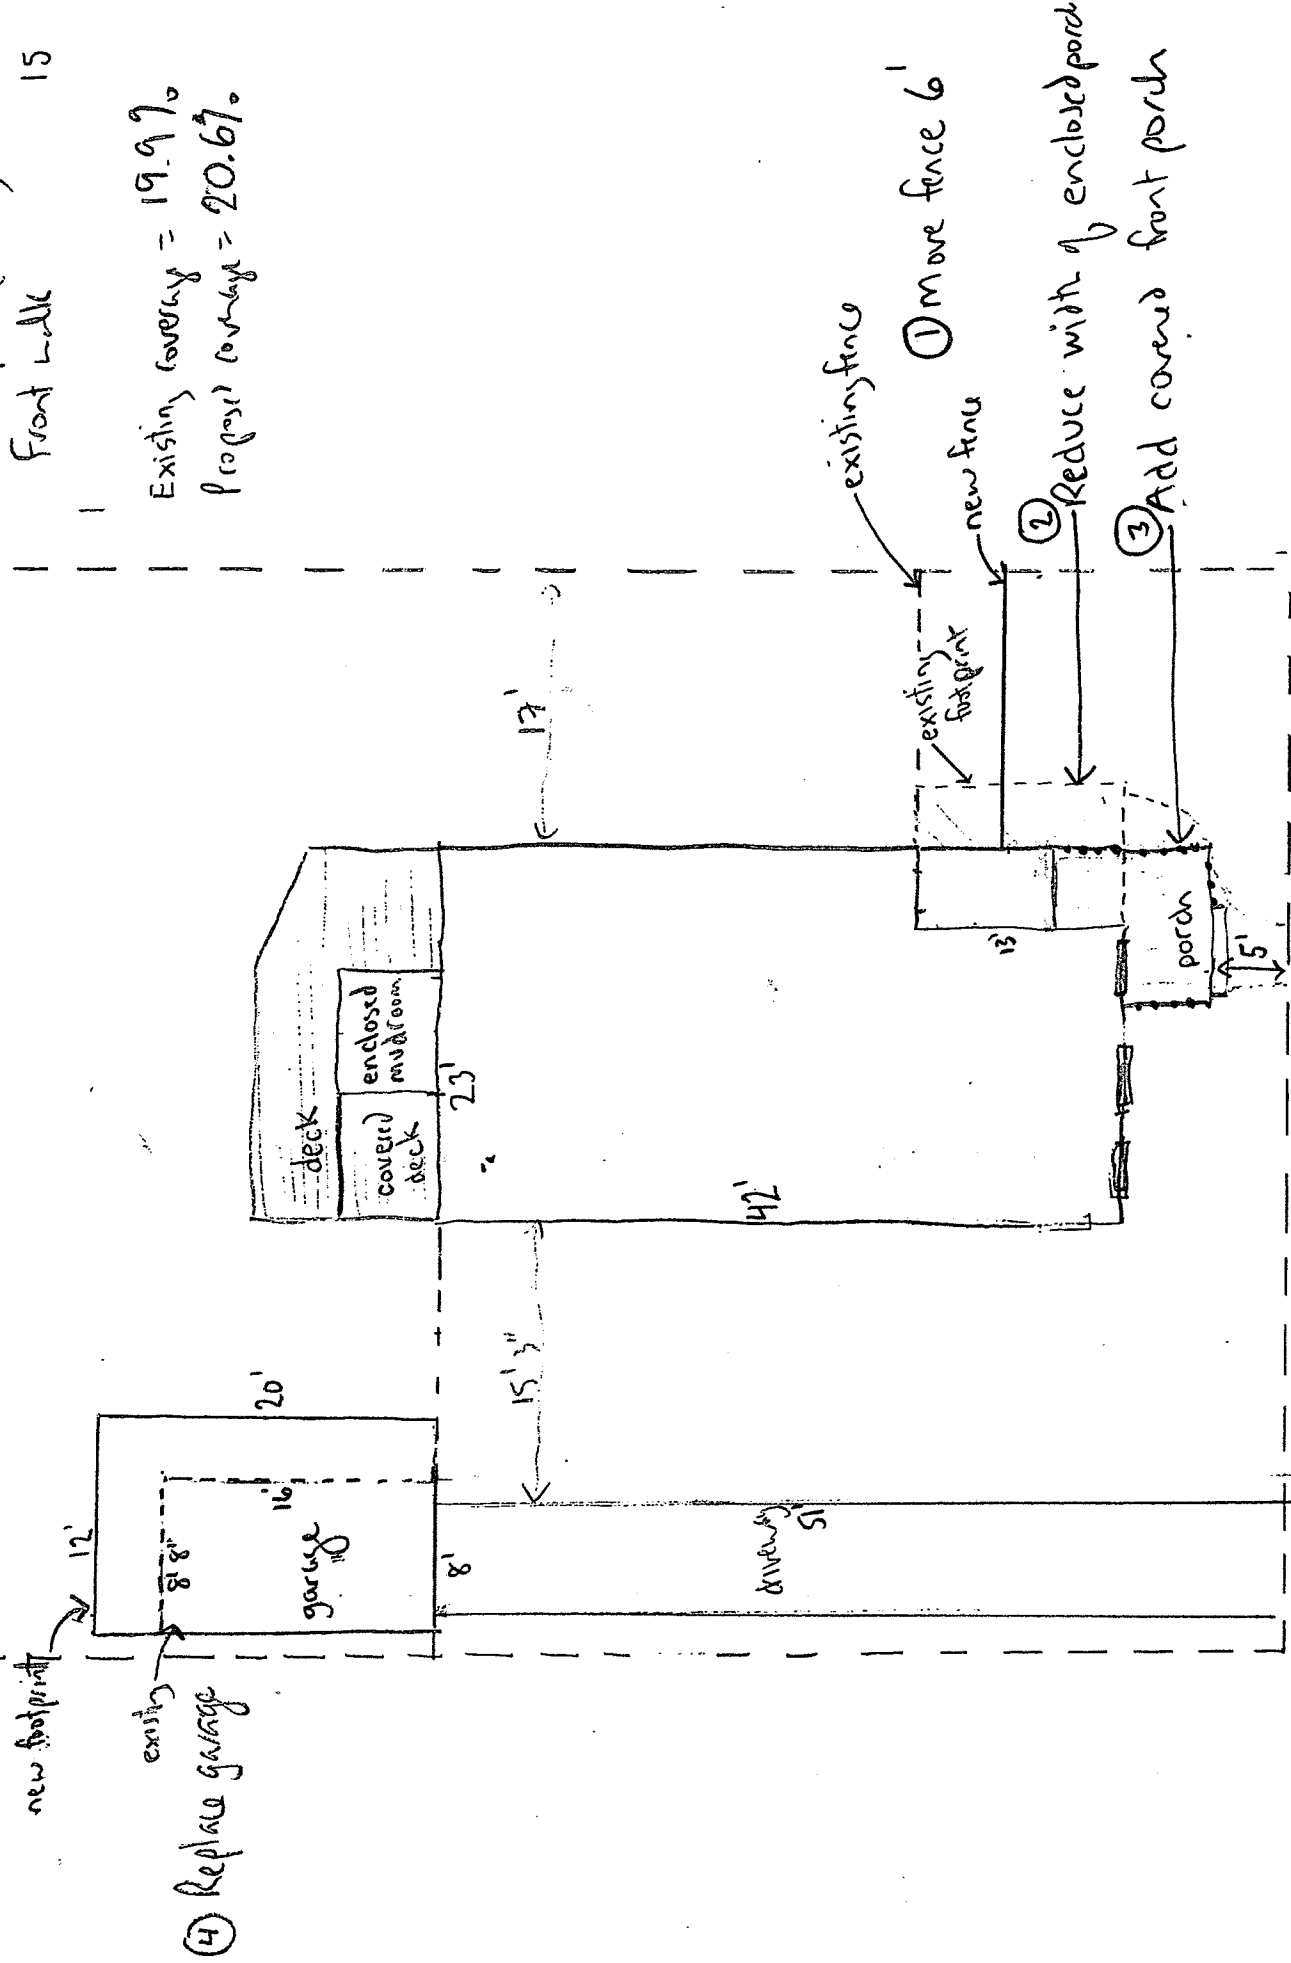 Front walk 15
Existing coverage = 19.9%
Proposed coverage = 20.6%
existing fence
① Move fence 6'
new fence
② Reduce width of enclosed porch
③ Add covered front porch
17'
existing
footprint
13'
porch
5'
deck
enclosed
mudroom
covered
deck
23'
42'
15' 3"
20'
12'
new footprint
8' 8"
16'
existing
garage
8'
④ Replace garage
driveway
51'